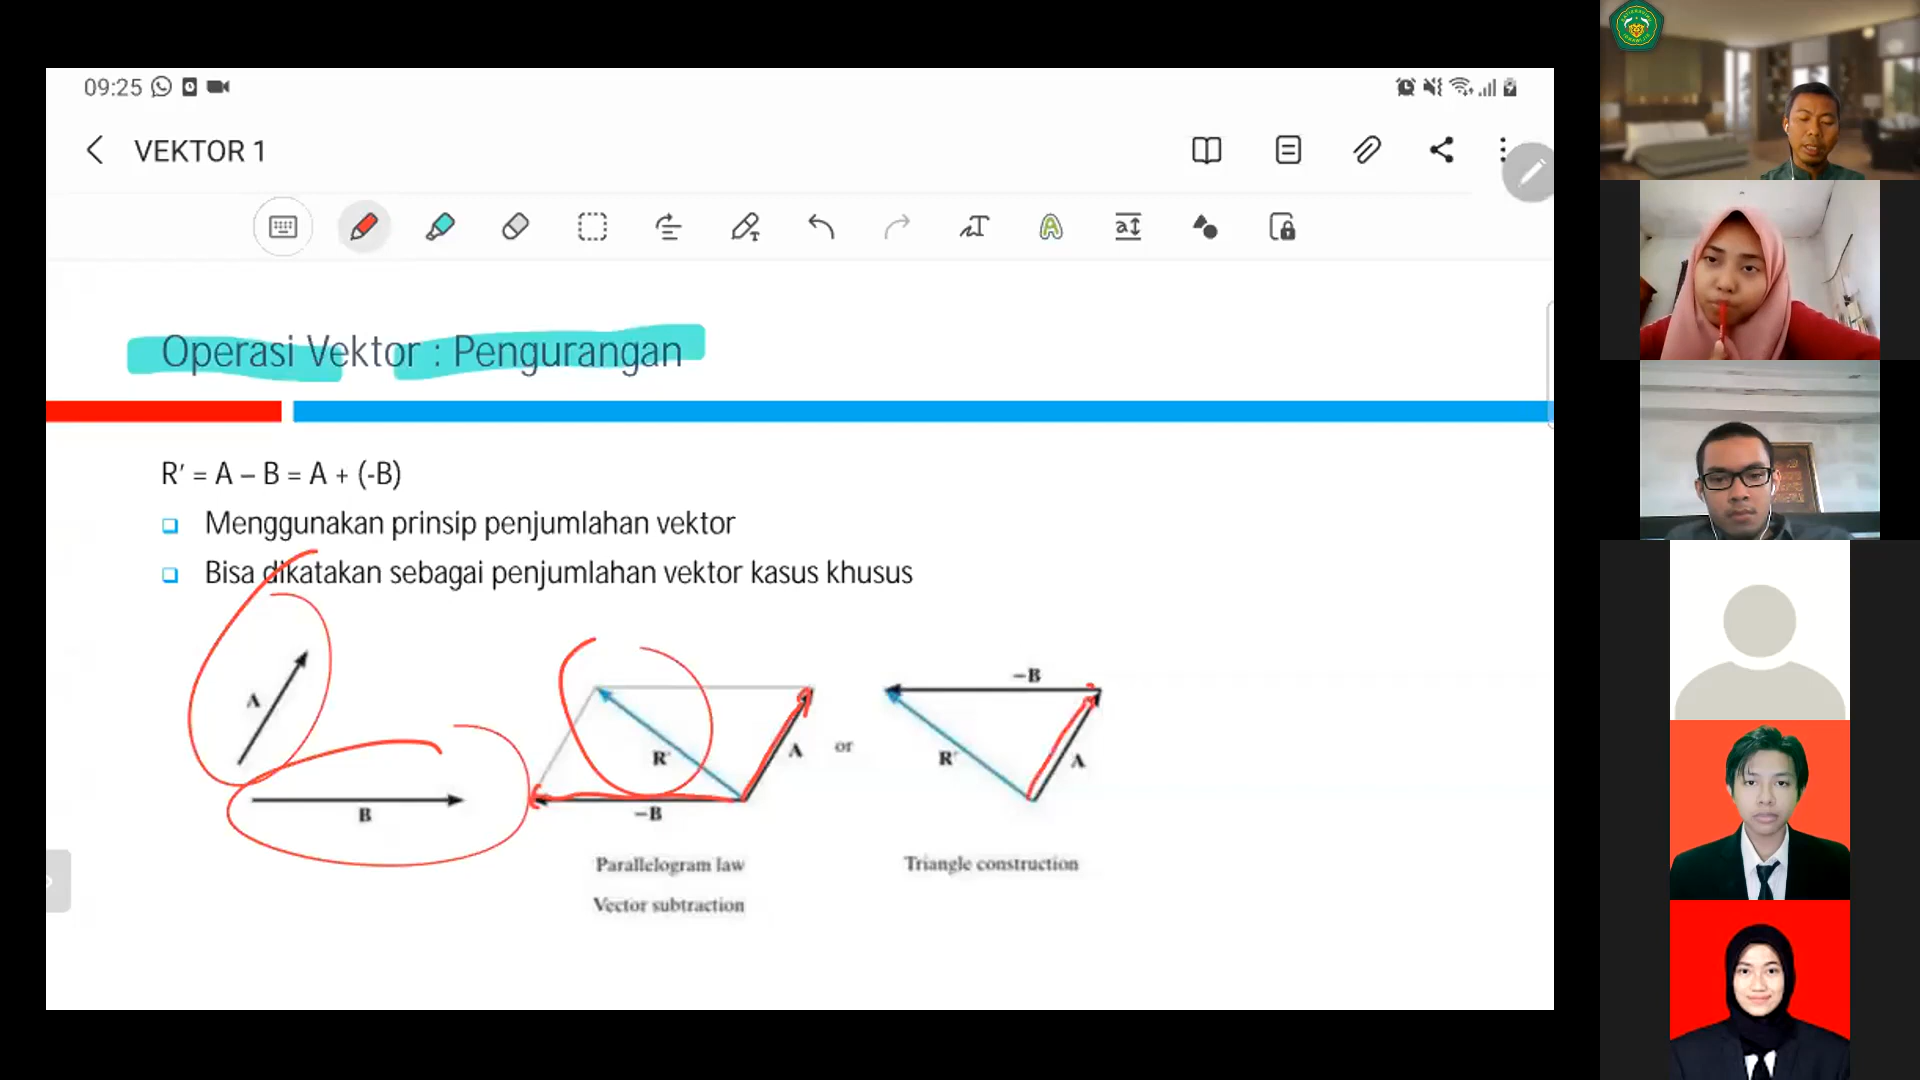 09:25
VEKTOR 1
Operasi Vektor : Pengurangan
R' = A – B = A + (-B)
Menggunakan prinsip penjumlahan vektor
Bisa dikatakan sebagai penjumlahan vektor kasus khusus
A
B
R'
A
−B
or
−B
R'
A
Parallelogram law
Vector subtraction
Triangle construction